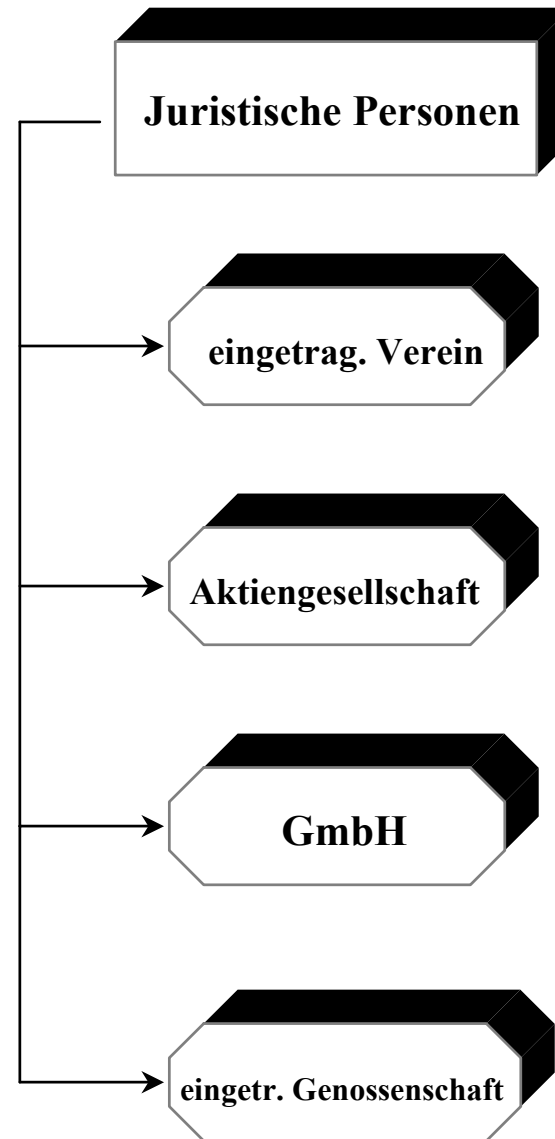 Juristische Personen
eingetrag. Verein
Aktiengesellschaft
GmbH
eingetr. Genossenschaft